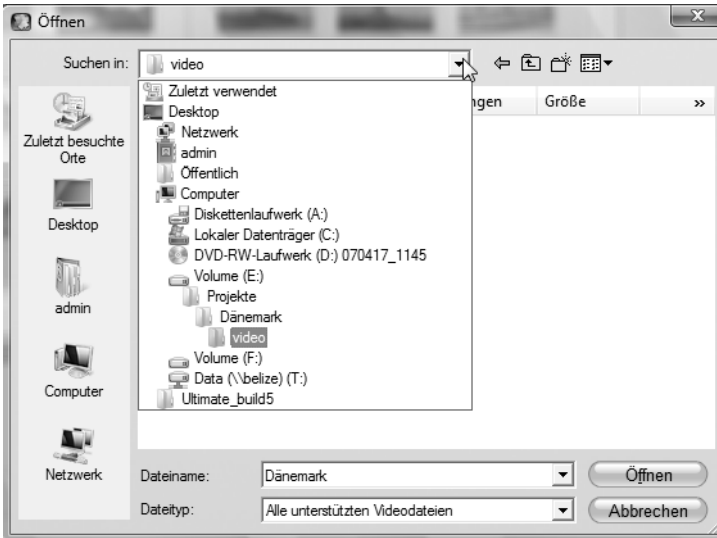 Öffnen
Suchen in:
video
Zuletzt verwendet
Desktop
Netzwerk
admin
Öffentlich
Computer
Diskettenlaufwerk (A:)
Lokaler Datenträger (C:)
DVD-RW-Laufwerk (D:) 070417_1145
Volume (E:)
Projekte
Dänemark
video
Volume (F:)
Data (\\belize) (T:)
Ultimate_build5
Größe
»
Zuletzt besuchte
Orte
Desktop
admin
Computer
Netzwerk
Dateiname:
Dänemark
Öffnen
Dateityp:
Alle unterstützten Videodateien
Abbrechen